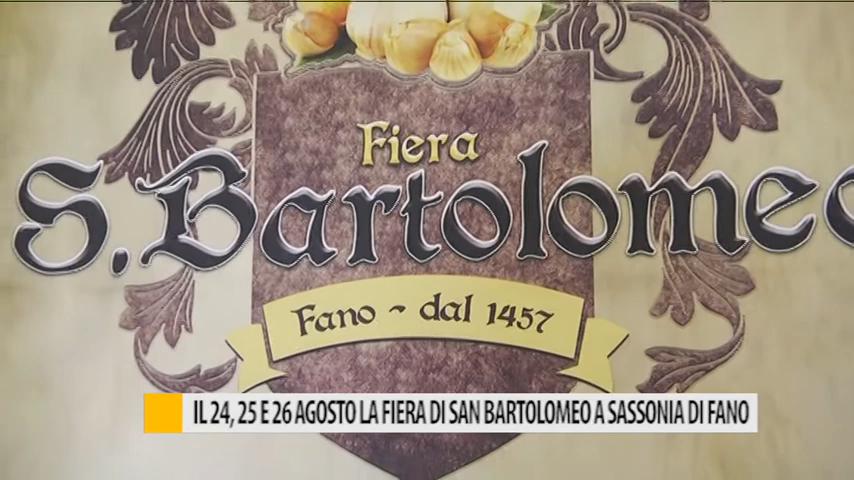 Fiera
S. Bartolomeo
Fano ~ dal 1457
IL 24, 25 E 26 AGOSTO LA FIERA DI SAN BARTOLOMEO A SASSONIA DI FANO